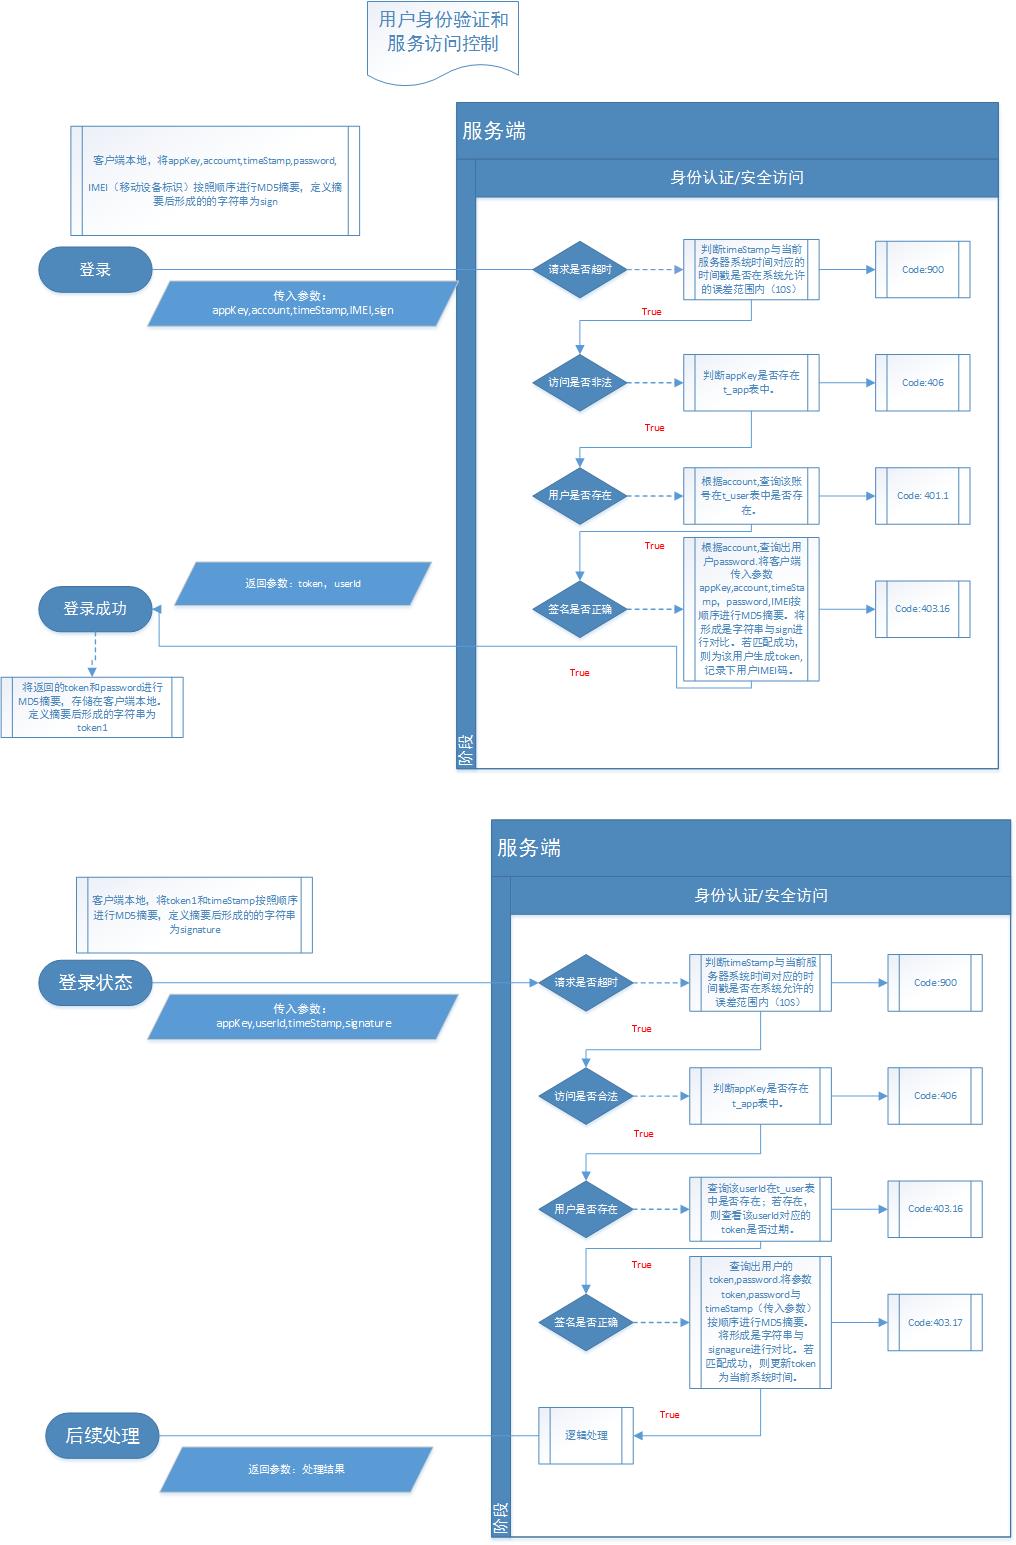 用户身份验证和
服务访问控制
服务端
身份认证/安全访问
客户端本地，将appKey,accoumt,timeStamp,password,
IMEI（移动设备标识）按照顺序进行MD5摘要，定义摘
要后形成的的字符串为sign
登录
传入参数：
appKey,account,timeStamp,IMEI,sign
请求是否超时
判断timeStamp与当前
服务器系统时间对应的
时间戳是否在系统允许
的误差范围内（10S）
Code:900
True
访问是否非法
判断appKey是否存在
t_app表中。
Code:406
True
用户是否存在
根据account,查询该账
号在t_user表中是否存
在。
Code: 401.1
True
签名是否正确
根据account,查询出用
户password.将客户端
传入参数
appKey,account,timeSta
mp，password,IMEI按
顺序进行MD5摘要。将
形成是字符串与sign进
行对比。若匹配成功，
则为该用户生成token,
记录下用户IMEI码。
Code:403.16
True
返回参数：token，userId
登录成功
将返回的token和password进行
MD5摘要，存储在客户端本地。
定义摘要后形成的字符串为
token1
阶段
服务端
身份认证/安全访问
客户端本地，将token1和timeStamp按照顺序
进行MD5摘要，定义摘要后形成的的字符串
为signature
登录状态
传入参数：
appKey,userId,timeStamp,signature
请求是否超时
判断timeStamp与当前服
务器系统时间对应的时
间戳是否在系统允许的
误差范围内（10S）
Code:900
True
访问是否合法
判断appKey是否存在
t_app表中。
Code:406
True
用户是否存在
查询该userId在t_user表
中是否存在；若存在，
则查看该userId对应的
token是否过期。
Code:403.16
True
签名是否正确
查询出用户的
token,password.将参数
token,password与
timeStamp（传入参数）
按顺序进行MD5摘要。
将形成是字符串与
signagure进行对比。若
匹配成功，则更新token
为当前系统时间。
Code:403.17
True
逻辑处理
后续处理
返回参数：处理结果
阶段